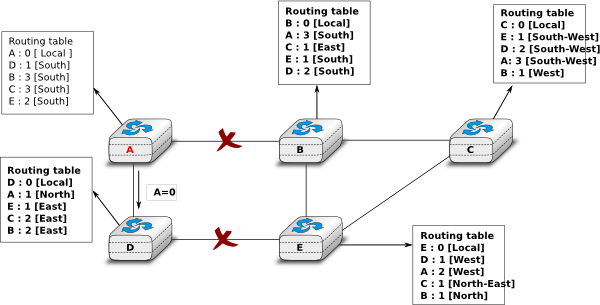 Routing table
A : 0 [ Local ]
D : 1 [South]
B : 3 [South]
C : 3 [South]
E : 2 [South]
Routing table
B : 0 [Local]
A : 3 [South]
C : 1 [East]
E : 1 [South]
D : 2 [South]
Routing table
C : 0 [Local]
E : 1 [South-West]
D : 2 [South-West]
A: 3 [South-West]
B : 1 [West]
A
B
C
Routing table
D : 0 [Local]
A : 1 [North]
E : 1 [East]
C : 2 [East]
B : 2 [East]
A=0
D
E
Routing table
E : 0 [Local]
D : 1 [West]
A : 2 [West]
C : 1 [North-East]
B : 1 [North]